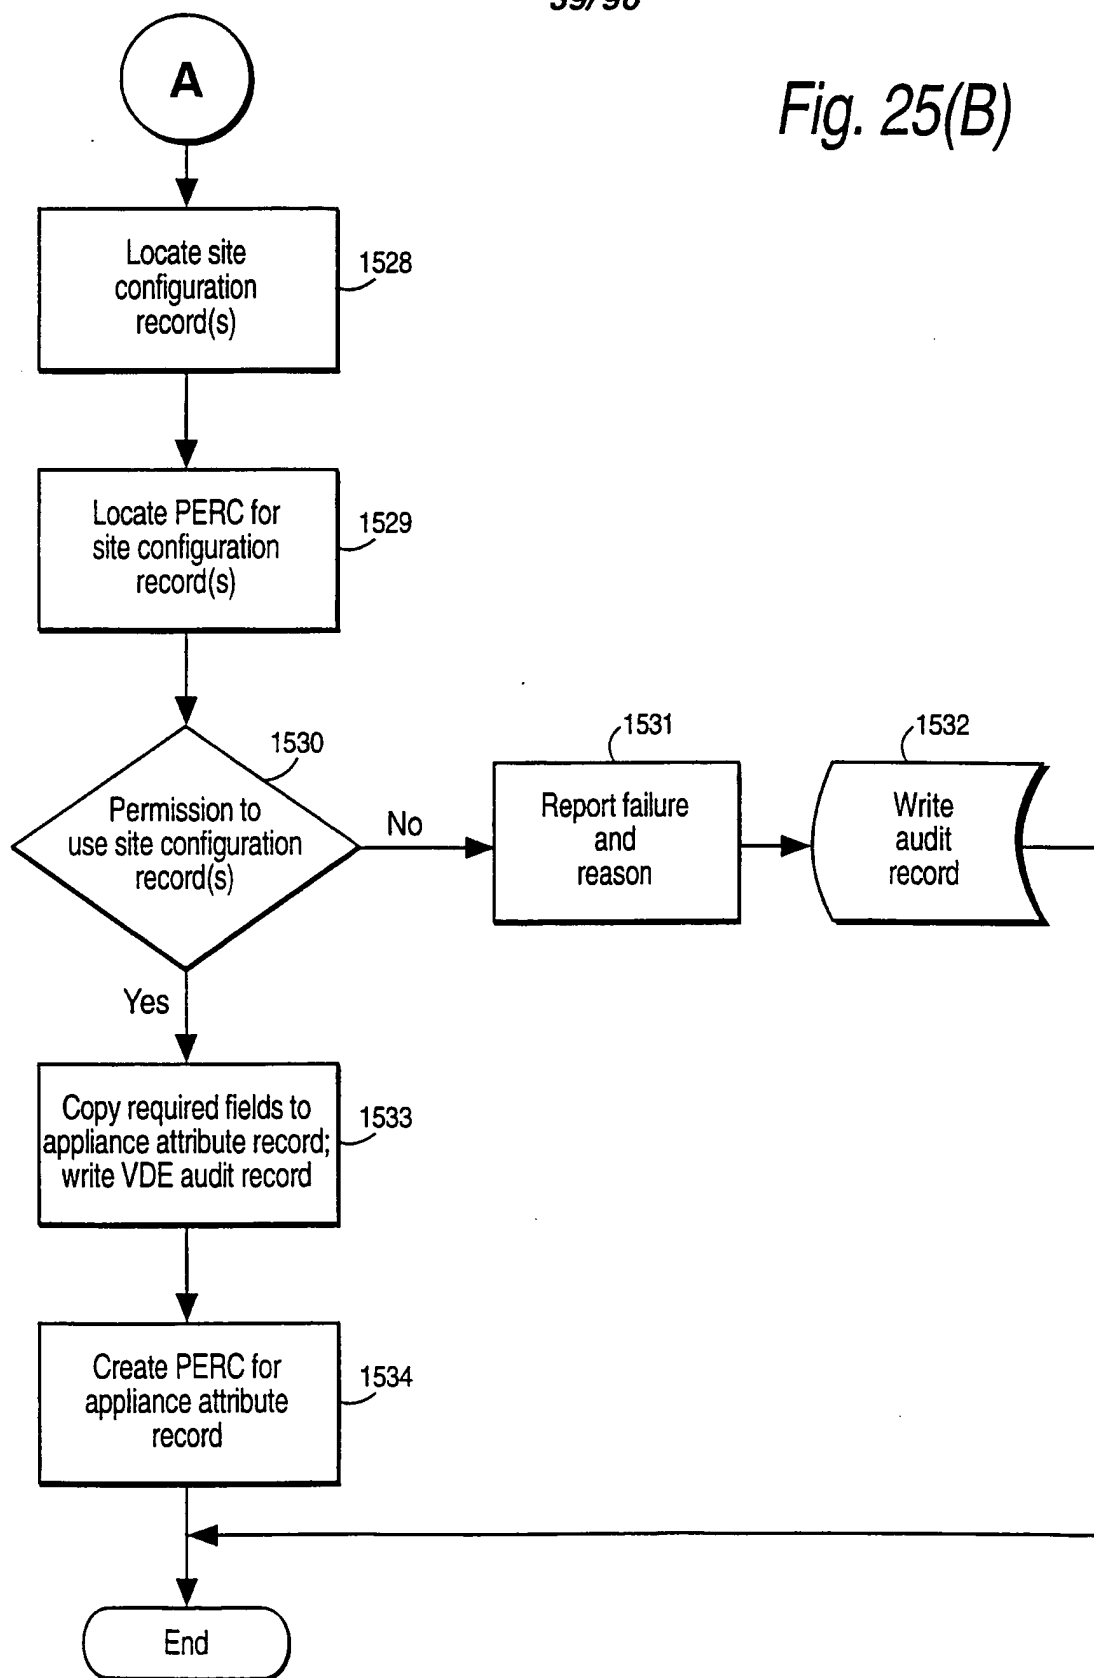 Fig. 25(B)
A
Locate site
configuration
record(s)
1528
Locate PERC for
site configuration
record(s)
1529
Permission to
use site configuration
record(s)
1530
No
Report failure
and
reason
1531
Write
audit
record
1532
Yes
Copy required fields to
appliance attribute record;
write VDE audit record
1533
Create PERC for
appliance attribute
record
1534
End